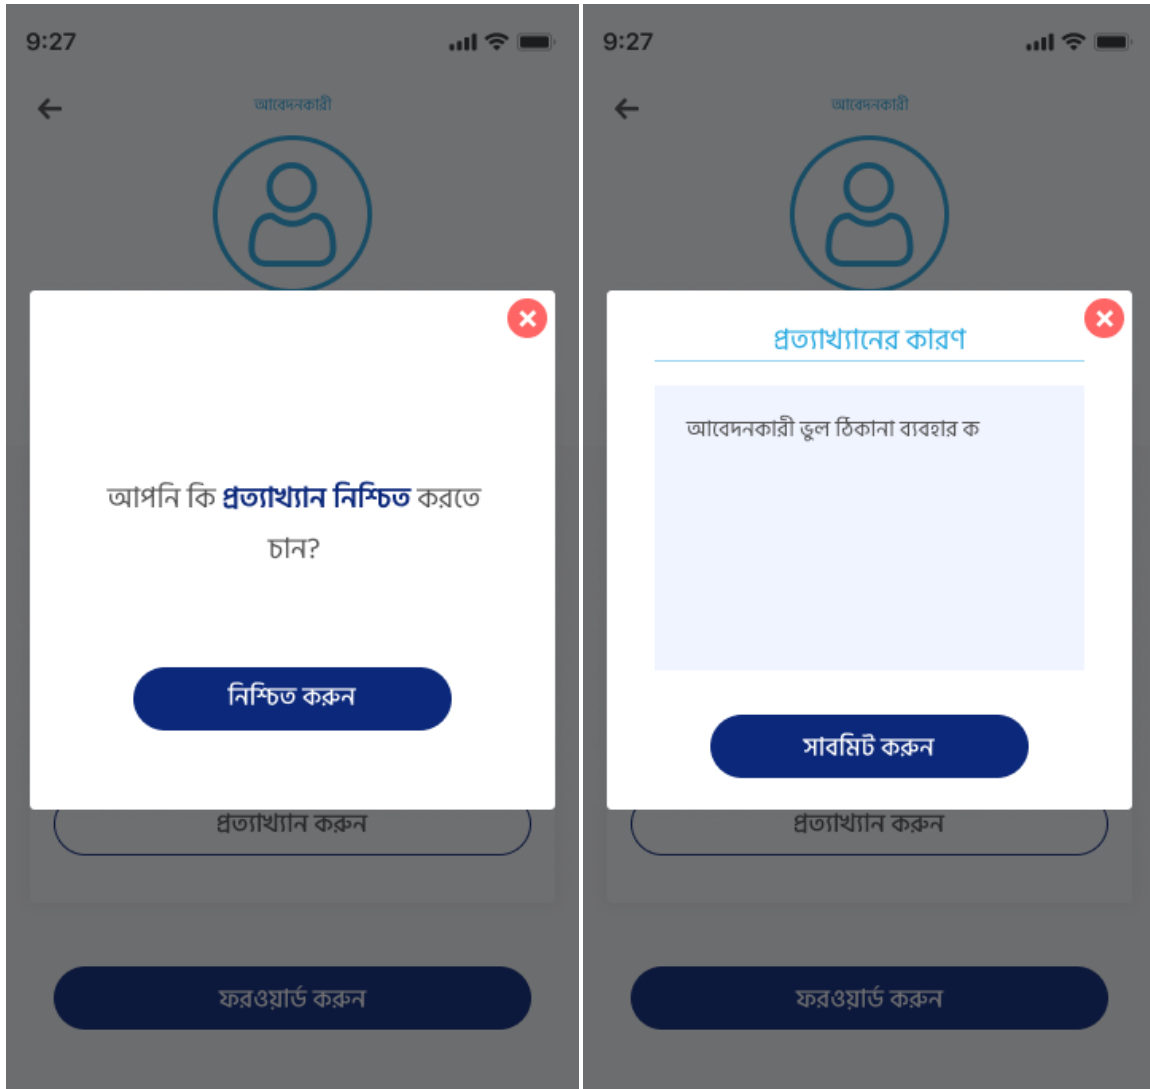 9:27
আবেদনকারী
আপনি কি প্রত্যাখ্যান নিশ্চিত করতে
চান?
নিশ্চিত করুন
প্রত্যাখ্যান করুন
ফরওয়ার্ড করুন
9:27
আবেদনকারী
প্রত্যাখ্যানের কারণ
আবেদনকারী ভুল ঠিকানা ব্যবহার ক
সাবমিট করুন
প্রত্যাখ্যান করুন
ফরওয়ার্ড করুন